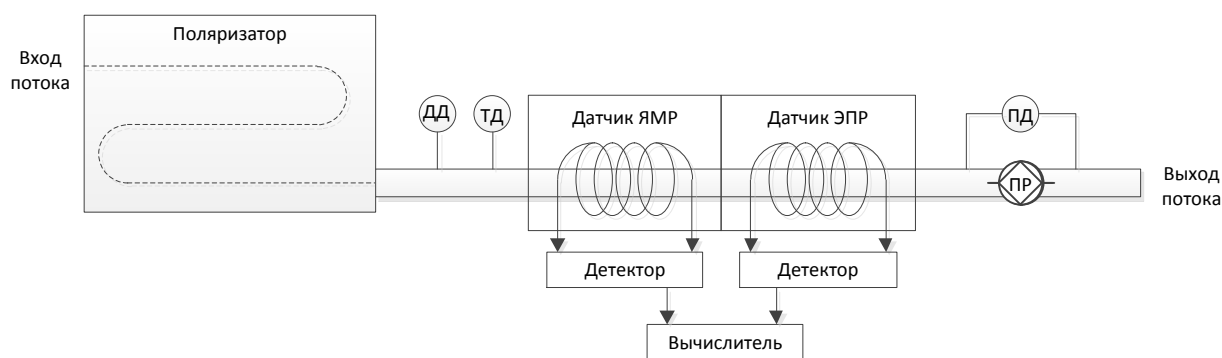 Поляризатор
Вход
потока
ДД
ТД
Датчик ЯМР
Датчик ЭПР
ПД
ПР
Выход
потока
Детектор
Детектор
Вычислитель